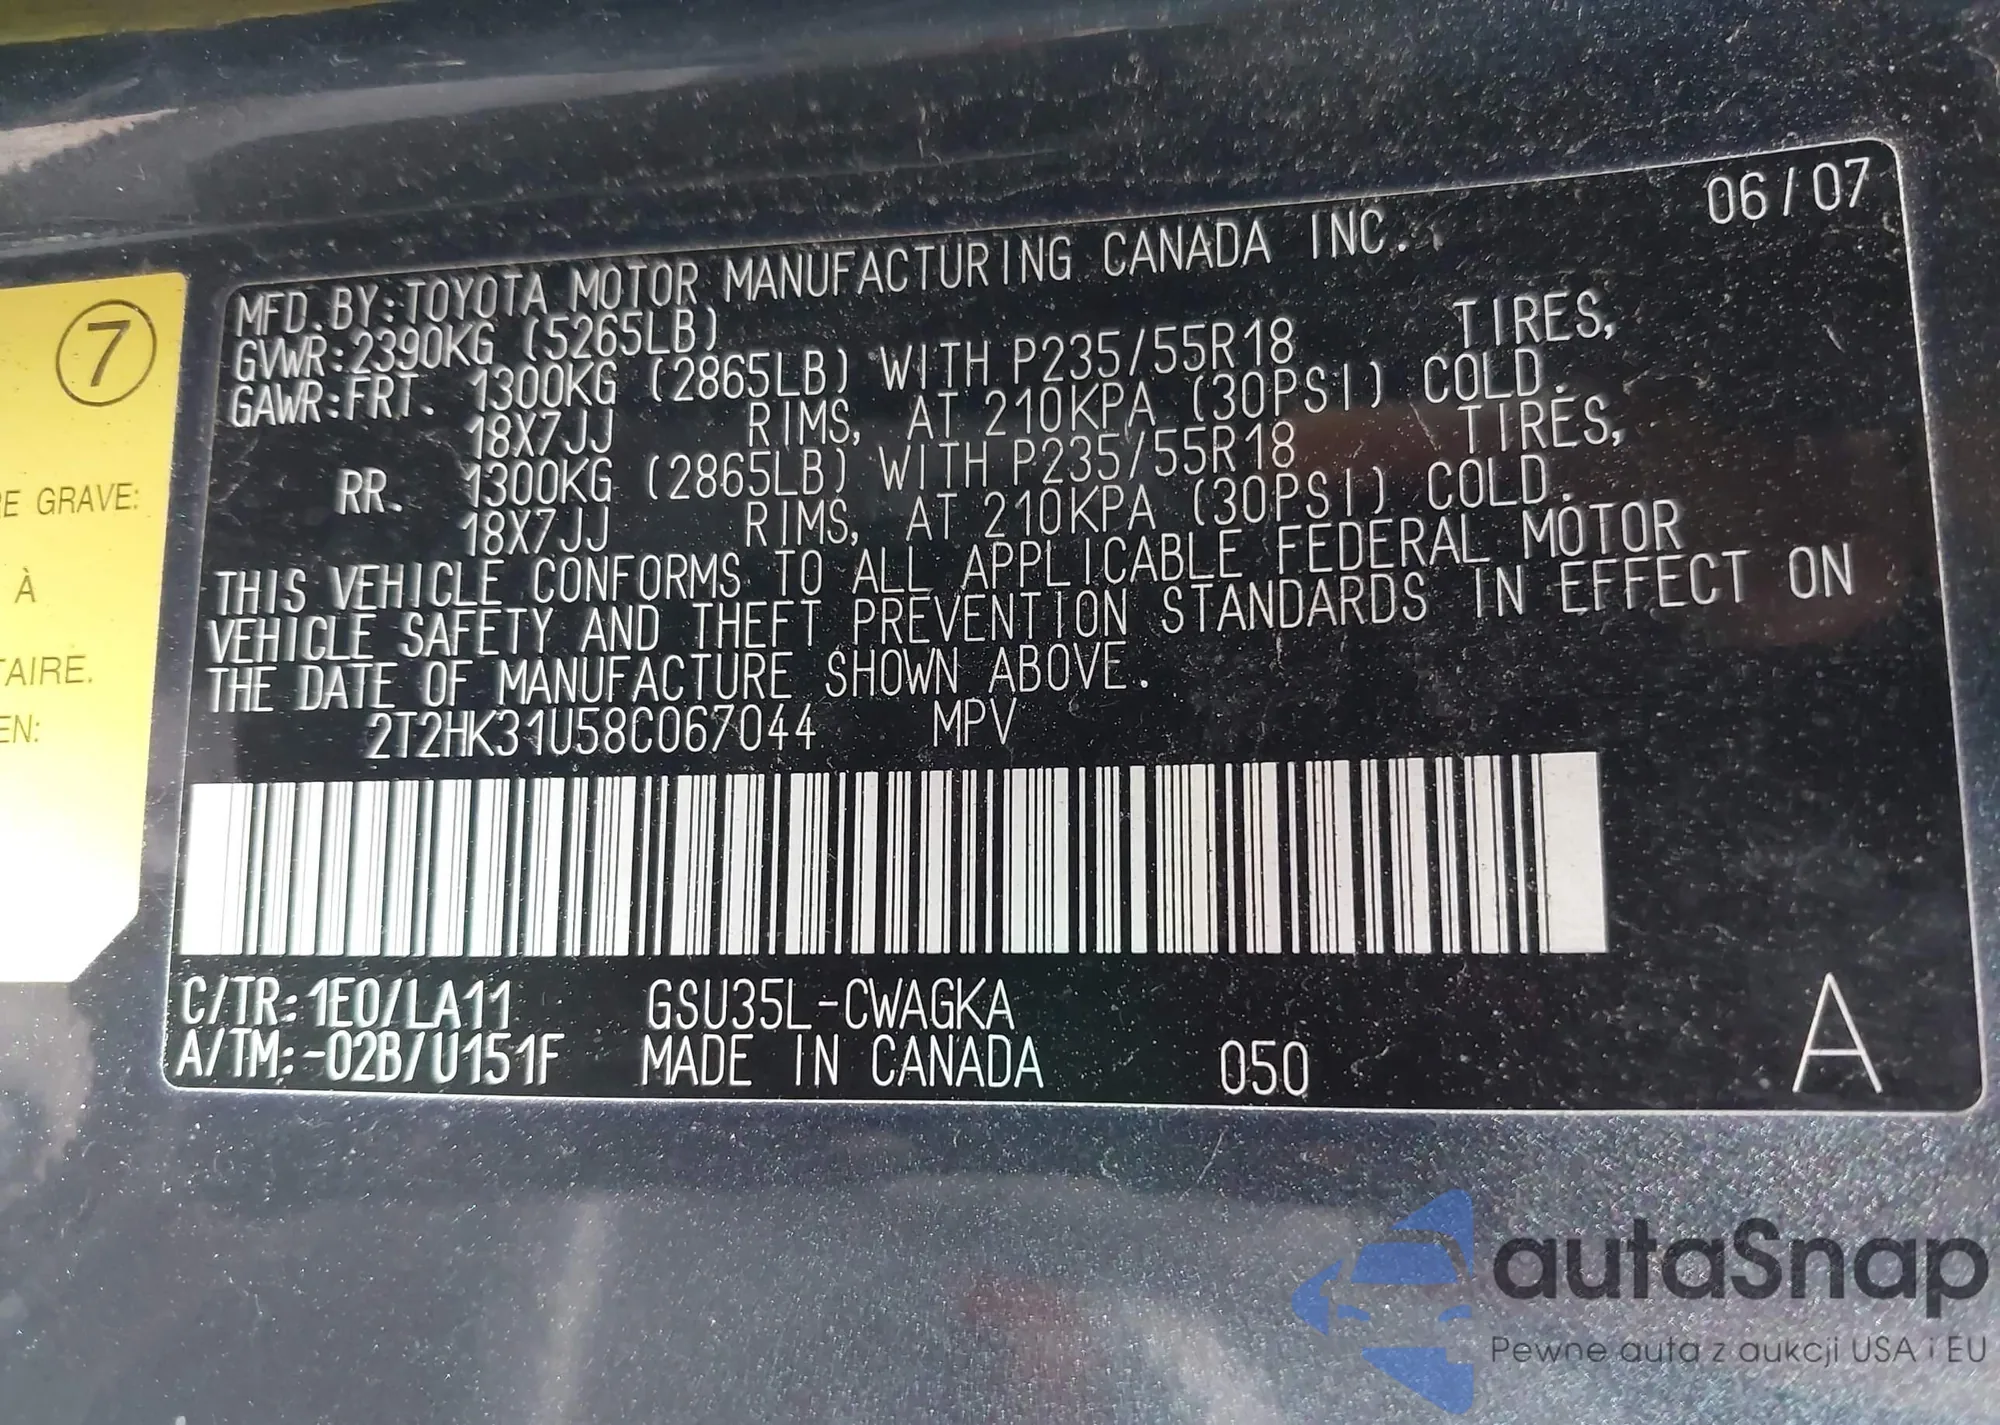 7
E GRAVE:
À
TAIRE.
EN:
06/07
MFD.BY:TOYOTA MOTOR MANUFACTURING CANADA INC.
GVWR:2390KG (5265LB)
GAWR:FRT. 1300KG (2865LB) WITH P235/55R18 TIRES,
18X7JJ RIMS, AT 210KPA (30PSI) COLD.
RR. 1300KG (2865LB) WITH P235/55R18 TIRES,
18X7JJ RIMS, AT 210KPA (30PSI) COLD.
THIS VEHICLE CONFORMS TO ALL APPLICABLE FEDERAL MOTOR
VEHICLE SAFETY AND THEFT PREVENTION STANDARDS IN EFFECT ON
THE DATE OF MANUFACTURE SHOWN ABOVE.
2T2HK31U58C067044 MPV
C/TR:1E0/LA11 GSU35L-CWAGKA
A/TM:-02B/U151F MADE IN CANADA 050 A
autaSnap
Pewne auta z aukcji USA i EU